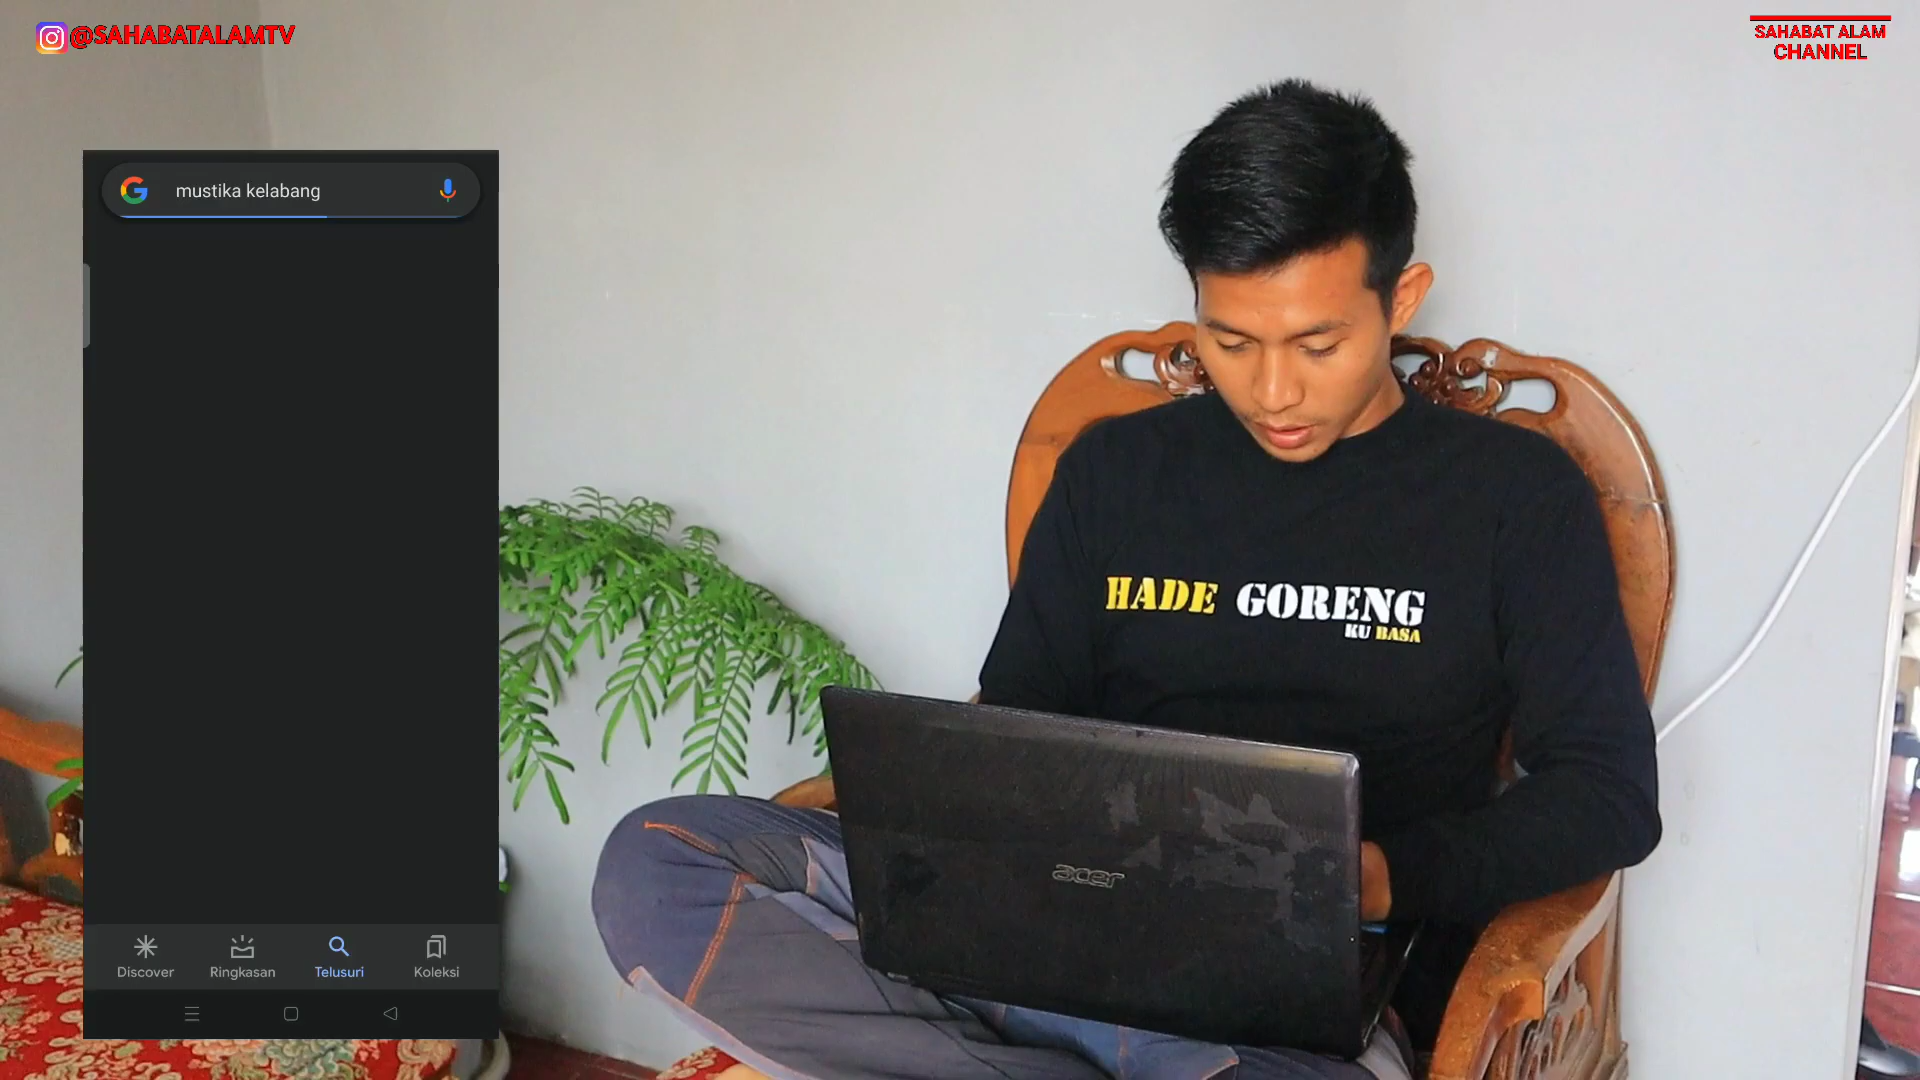 @SAHABATALAMTV
SAHABAT ALAM
CHANNEL
mustika kelabang
HADE GORENG
KU BASA
acer
Discover
Ringkasan
Telusuri
Koleksi